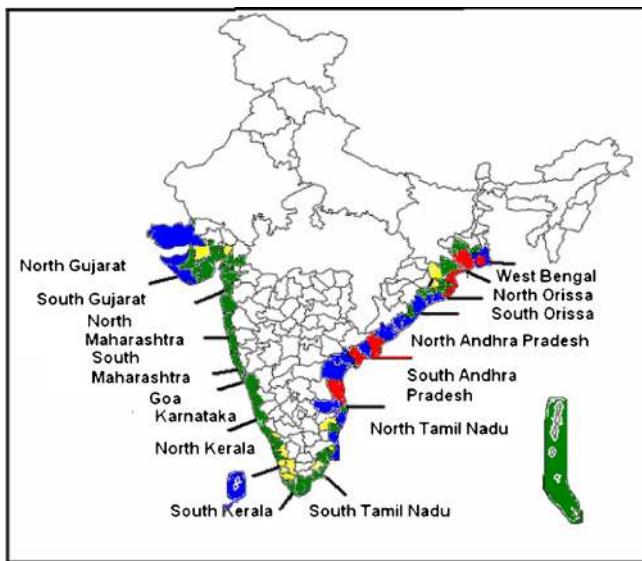 North Gujarat
South Gujarat
North
Maharashtra
South
Maharashtra
Goa
Karnataka
North Kerala
South Kerala
South Tamil Nadu
North Tamil Nadu
South Andhra
Pradesh
North Andhra Pradesh
South Orissa
North Orissa
West Bengal